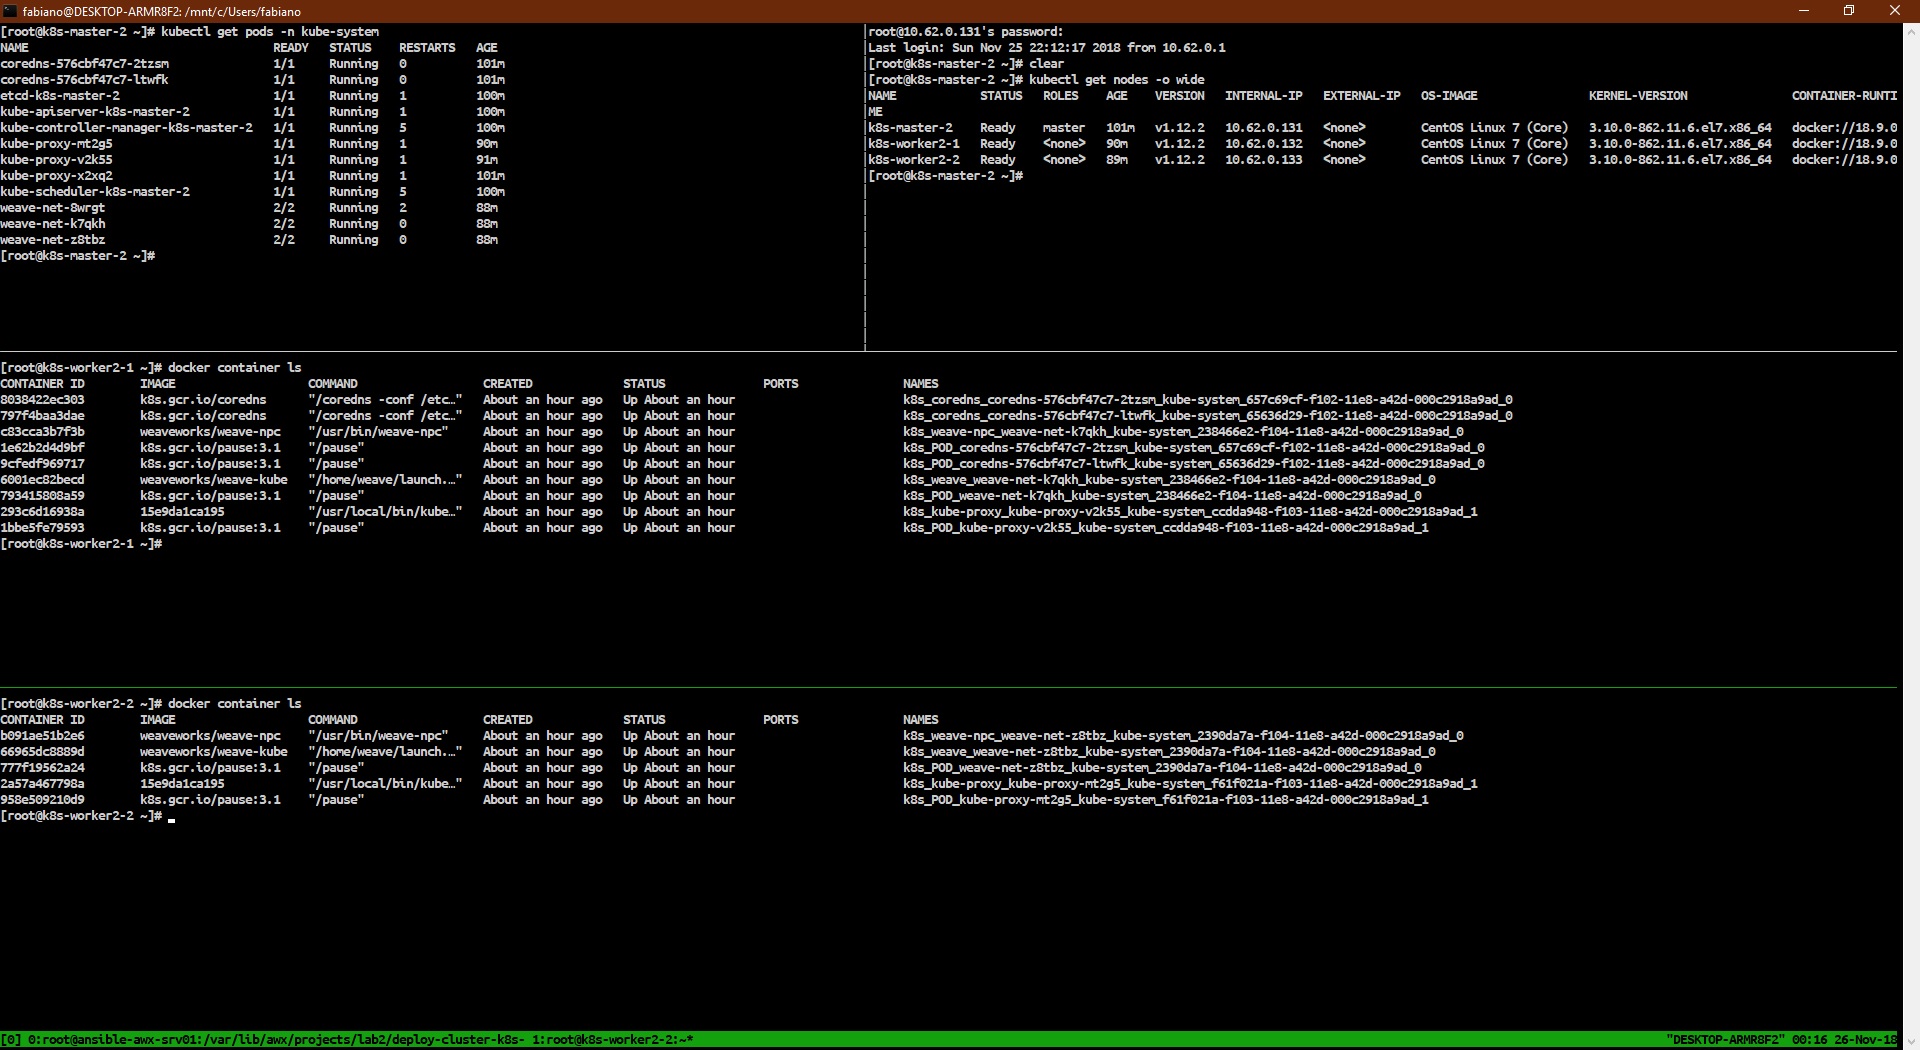 fabiano@DESKTOP-ARMR8F2: /mnt/c/Users/fabiano
[root@k8s-master-2 ~]# kubectl get pods -n kube-system
NAME READY STATUS RESTARTS AGE
coredns-576cbf47c7-2tzsm 1/1 Running 0 101m
coredns-576cbf47c7-ltwfk 1/1 Running 0 101m
etcd-k8s-master-2 1/1 Running 1 100m
kube-apiserver-k8s-master-2 1/1 Running 1 100m
kube-controller-manager-k8s-master-2 1/1 Running 5 100m
kube-proxy-mt2g5 1/1 Running 1 90m
kube-proxy-v2k55 1/1 Running 1 91m
kube-proxy-x2xq2 1/1 Running 1 101m
kube-scheduler-k8s-master-2 1/1 Running 5 100m
weave-net-8wrgt 2/2 Running 2 88m
weave-net-k7qkh 2/2 Running 0 88m
weave-net-z8tbz 2/2 Running 0 88m
[root@k8s-master-2 ~]#
root@10.62.0.131's password:
Last login: Sun Nov 25 22:12:17 2018 from 10.62.0.1
[root@k8s-master-2 ~]# clear
[root@k8s-master-2 ~]# kubectl get nodes -o wide
NAME STATUS ROLES AGE VERSION INTERNAL-IP EXTERNAL-IP OS-IMAGE KERNEL-VERSION CONTAINER-RUNTI
ME
k8s-master-2 Ready master 101m v1.12.2 10.62.0.131 <none> CentOS Linux 7 (Core) 3.10.0-862.11.6.el7.x86_64 docker://18.9.0
k8s-worker2-1 Ready <none> 90m v1.12.2 10.62.0.132 <none> CentOS Linux 7 (Core) 3.10.0-862.11.6.el7.x86_64 docker://18.9.0
k8s-worker2-2 Ready <none> 89m v1.12.2 10.62.0.133 <none> CentOS Linux 7 (Core) 3.10.0-862.11.6.el7.x86_64 docker://18.9.0
[root@k8s-master-2 ~]#
[root@k8s-worker2-1 ~]# docker container ls
CONTAINER ID IMAGE COMMAND CREATED STATUS PORTS NAMES
8038422ec303 k8s.gcr.io/coredns "/coredns -conf /etc…" About an hour ago Up About an hour k8s_coredns_coredns-576cbf47c7-2tzsm_kube-system_657c69cf-f102-11e8-a42d-000c2918a9ad_0
797f4baa3dae k8s.gcr.io/coredns "/coredns -conf /etc…" About an hour ago Up About an hour k8s_coredns_coredns-576cbf47c7-ltwfk_kube-system_65636d29-f102-11e8-a42d-000c2918a9ad_0
c83cca3b7f3b weaveworks/weave-npc "/usr/bin/weave-npc" About an hour ago Up About an hour k8s_weave-npc_weave-net-k7qkh_kube-system_238466e2-f104-11e8-a42d-000c2918a9ad_0
1e62b2d4d9bf k8s.gcr.io/pause:3.1 "/pause" About an hour ago Up About an hour k8s_POD_coredns-576cbf47c7-2tzsm_kube-system_657c69cf-f102-11e8-a42d-000c2918a9ad_0
9cfedf969717 k8s.gcr.io/pause:3.1 "/pause" About an hour ago Up About an hour k8s_POD_coredns-576cbf47c7-ltwfk_kube-system_65636d29-f102-11e8-a42d-000c2918a9ad_0
6001ec82becd weaveworks/weave-kube "/home/weave/launch.…" About an hour ago Up About an hour k8s_weave_weave-net-k7qkh_kube-system_238466e2-f104-11e8-a42d-000c2918a9ad_0
793415808a59 k8s.gcr.io/pause:3.1 "/pause" About an hour ago Up About an hour k8s_POD_weave-net-k7qkh_kube-system_238466e2-f104-11e8-a42d-000c2918a9ad_0
293c6d16938a 15e9da1ca195 "/usr/local/bin/kube…" About an hour ago Up About an hour k8s_kube-proxy_kube-proxy-v2k55_kube-system_ccdda948-f103-11e8-a42d-000c2918a9ad_1
1bbe5fe79593 k8s.gcr.io/pause:3.1 "/pause" About an hour ago Up About an hour k8s_POD_kube-proxy-v2k55_kube-system_ccdda948-f103-11e8-a42d-000c2918a9ad_1
[root@k8s-worker2-1 ~]#
[root@k8s-worker2-2 ~]# docker container ls
CONTAINER ID IMAGE COMMAND CREATED STATUS PORTS NAMES
b091ae51b2e6 weaveworks/weave-npc "/usr/bin/weave-npc" About an hour ago Up About an hour k8s_weave-npc_weave-net-z8tbz_kube-system_2390da7a-f104-11e8-a42d-000c2918a9ad_0
66965dc8889d weaveworks/weave-kube "/home/weave/launch.…" About an hour ago Up About an hour k8s_weave_weave-net-z8tbz_kube-system_2390da7a-f104-11e8-a42d-000c2918a9ad_0
777f19562a24 k8s.gcr.io/pause:3.1 "/pause" About an hour ago Up About an hour k8s_POD_weave-net-z8tbz_kube-system_2390da7a-f104-11e8-a42d-000c2918a9ad_0
2a57a467798a 15e9da1ca195 "/usr/local/bin/kube…" About an hour ago Up About an hour k8s_kube-proxy_kube-proxy-mt2g5_kube-system_f61f021a-f103-11e8-a42d-000c2918a9ad_1
958e509210d9 k8s.gcr.io/pause:3.1 "/pause" About an hour ago Up About an hour k8s_POD_kube-proxy-mt2g5_kube-system_f61f021a-f103-11e8-a42d-000c2918a9ad_1
[root@k8s-worker2-2 ~]#
[0] 0:root@ansible-awx-srv01:/var/lib/awx/projects/lab2/deploy-cluster-k8s- 1:root@k8s-worker2-2:~* "DESKTOP-ARMR8F2" 00:16 26-Nov-18